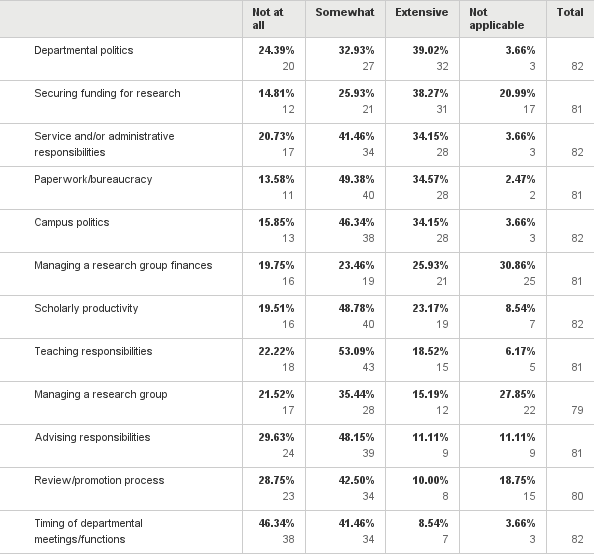 Not at all Somewhat Extensive Not applicable Total
Departmental politics 24.39% 32.93% 39.02% 3.66%
20 27 32 3 82
Securing funding for research 14.81% 25.93% 38.27% 20.99%
12 21 31 17 81
Service and/or administrative 20.73% 41.46% 34.15% 3.66%
responsibilities 17 34 28 3 82
Paperwork/bureaucracy 13.58% 49.38% 34.57% 2.47%
11 40 28 2 81
Campus politics 15.85% 46.34% 34.15% 3.66%
13 38 28 3 82
Managing a research group finances 19.75% 23.46% 25.93% 30.86%
16 19 21 25 81
Scholarly productivity 19.51% 48.78% 23.17% 8.54%
16 40 19 7 82
Teaching responsibilities 22.22% 53.09% 18.52% 6.17%
18 43 15 5 81
Managing a research group 21.52% 35.44% 15.19% 27.85%
17 28 12 22 79
Advising responsibilities 29.63% 48.15% 11.11% 11.11%
24 39 9 9 81
Review/promotion process 28.75% 42.50% 10.00% 18.75%
23 34 8 15 80
Timing of departmental 46.34% 41.46% 8.54% 3.66%
meetings/functions 38 34 7 3 82